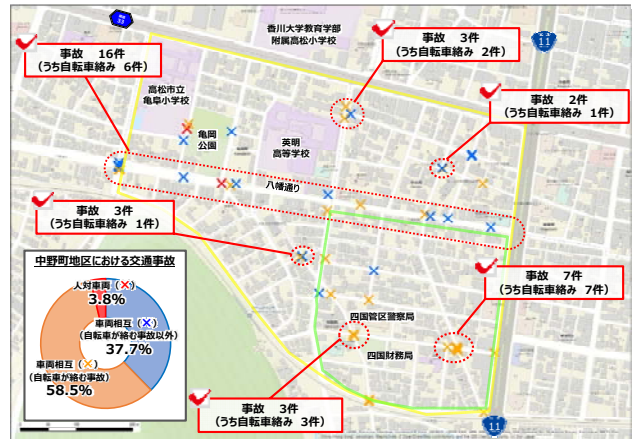 33
香川大学教育学部
附属高松小学校
11
事故 16件
（うち自転車絡み 6件）
事故 3件
（うち自転車絡み 2件）
事故 2件
（うち自転車絡み 1件）
高松市立
亀阜小学校
亀岡
公園
英明
高等学校
八幡通り
事故 3件
（うち自転車絡み 1件）
中野町地区における交通事故
人対車両（×）
3.8%
車両相互（×）
（自転車が絡む事故以外）
37.7%
車両相互（×）
（自転車が絡む事故）
58.5%
事故 7件
（うち自転車絡み 7件）
四国管区警察局
四国財務局
事故 3件
（うち自転車絡み 3件）
11